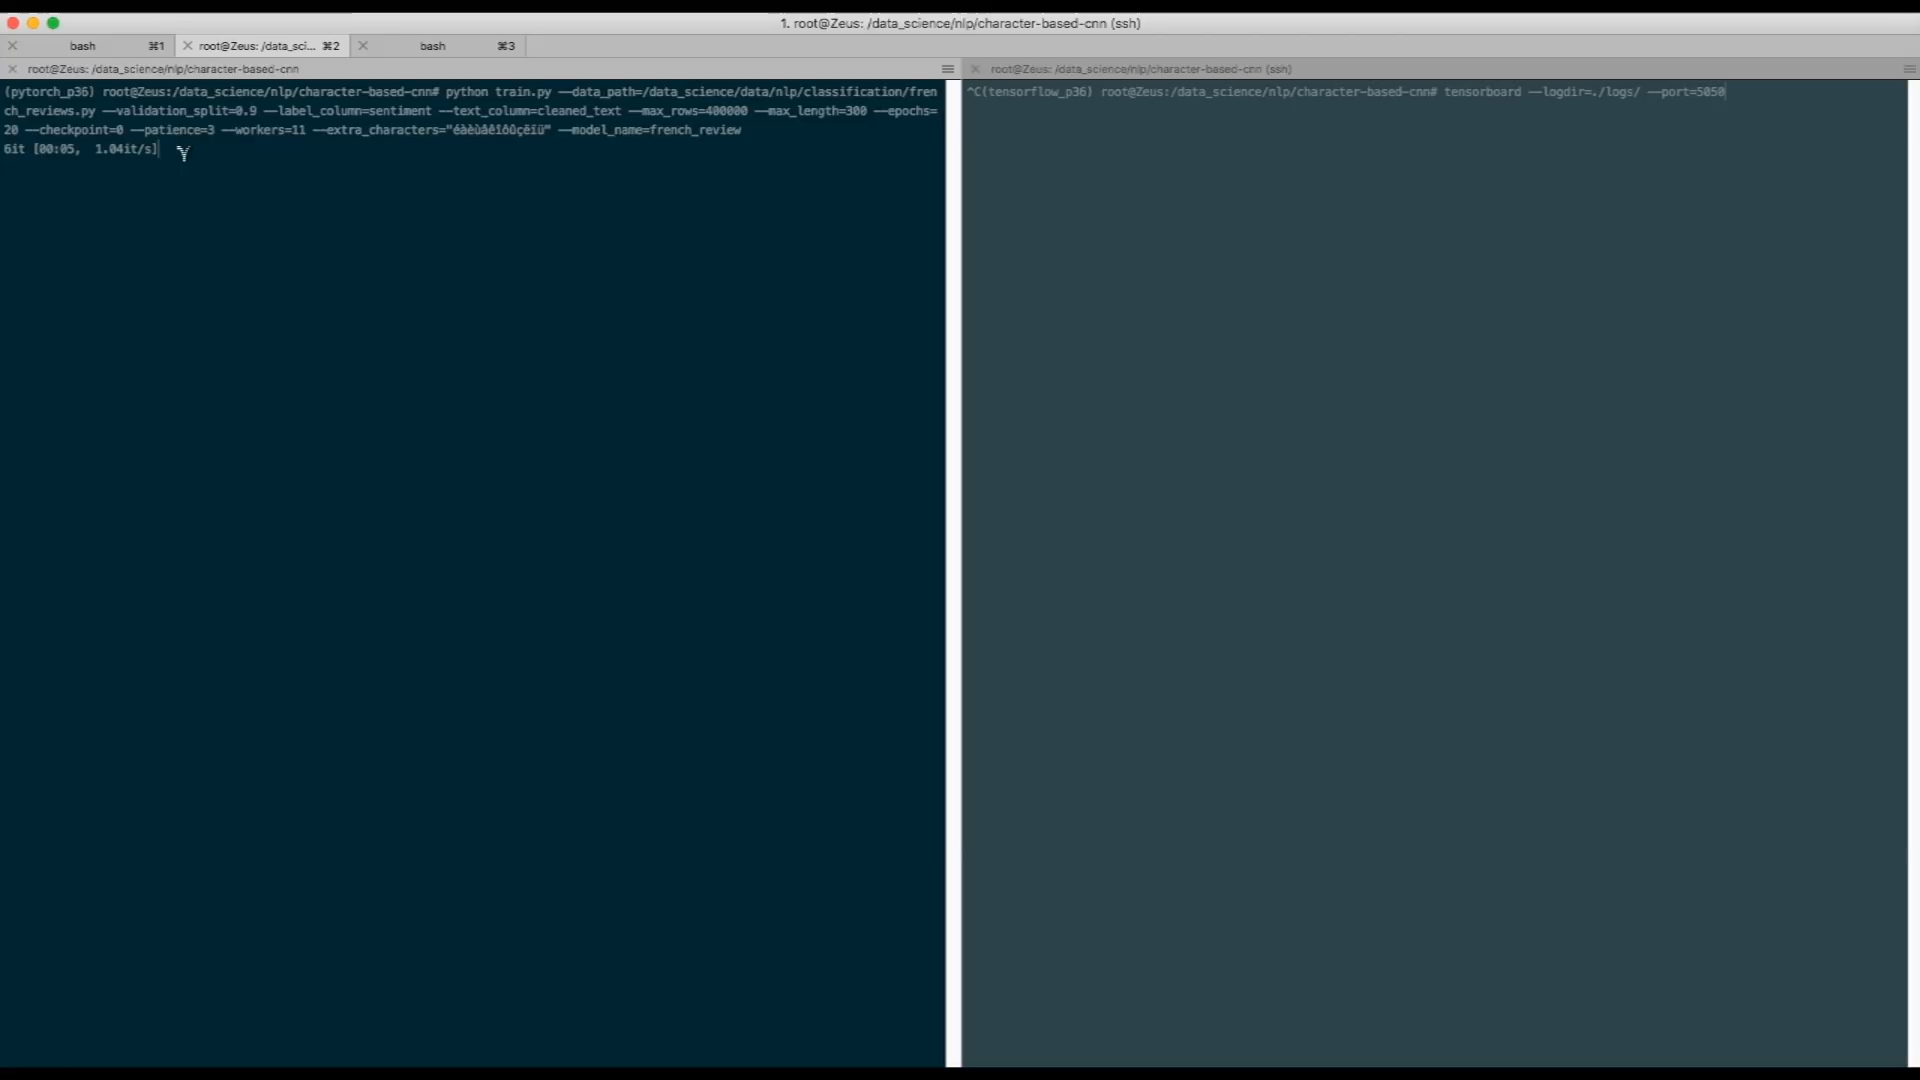 1. root@Zeus: /data_science/nlp/character-based-cnn (ssh)
bash ⌘1 root@Zeus: /data_sci... ⌘2 bash ⌘3
root@Zeus: /data_science/nlp/character-based-cnn
(pytorch_p36) root@Zeus:/data_science/nlp/character-based-cnn# python train.py --data_path=/data_science/data/nlp/classification/fren
ch_reviews.py --validation_split=0.9 --label_column=sentiment --text_column=cleaned_text --max_rows=400000 --max_length=300 --epochs=
20 --checkpoint=0 --patience=3 --workers=11 --extra_characters="éàèùâêîôûçëïü" --model_name=french_review
6it [00:05, 1.04it/s]
root@Zeus: /data_science/nlp/character-based-cnn (ssh)
^C(tensorflow_p36) root@Zeus:/data_science/nlp/character-based-cnn# tensorboard --logdir=./logs/ --port=5050